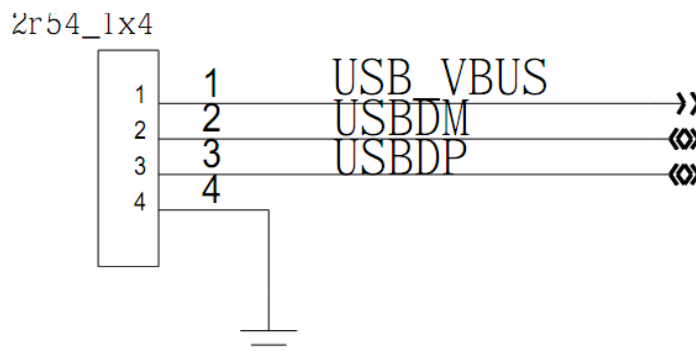 2r54_1x4
1 1 USB_VBUS
2 2 USBDM
3 3 USBDP
4 4